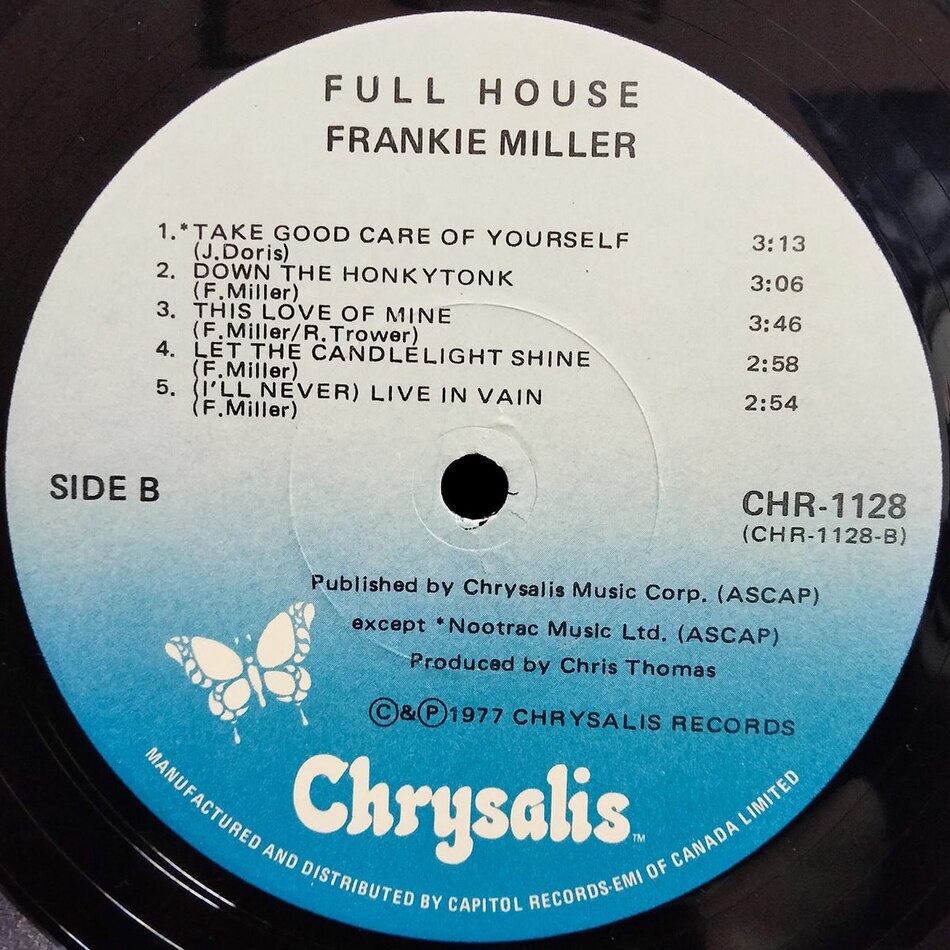 FULL HOUSE
FRANKIE MILLER
1.*TAKE GOOD CARE OF YOURSELF 3:13
(J.Doris)
2. DOWN THE HONKYTONK 3:06
(F.Miller)
3. THIS LOVE OF MINE 3:46
(F.Miller/R.Trower)
4. LET THE CANDLELIGHT SHINE 2:58
(F.Miller)
5. (I'LL NEVER) LIVE IN VAIN 2:54
(F.Miller)
SIDE B
CHR-1128
(CHR-1128-B)
Published by Chrysalis Music Corp. (ASCAP)
except *Nootrac Music Ltd. (ASCAP)
Produced by Chris Thomas
©&℗1977 CHRYSALIS RECORDS
Chrysalis™
MANUFACTURED AND DISTRIBUTED BY CAPITOL RECORDS-EMI OF CANADA LIMITED